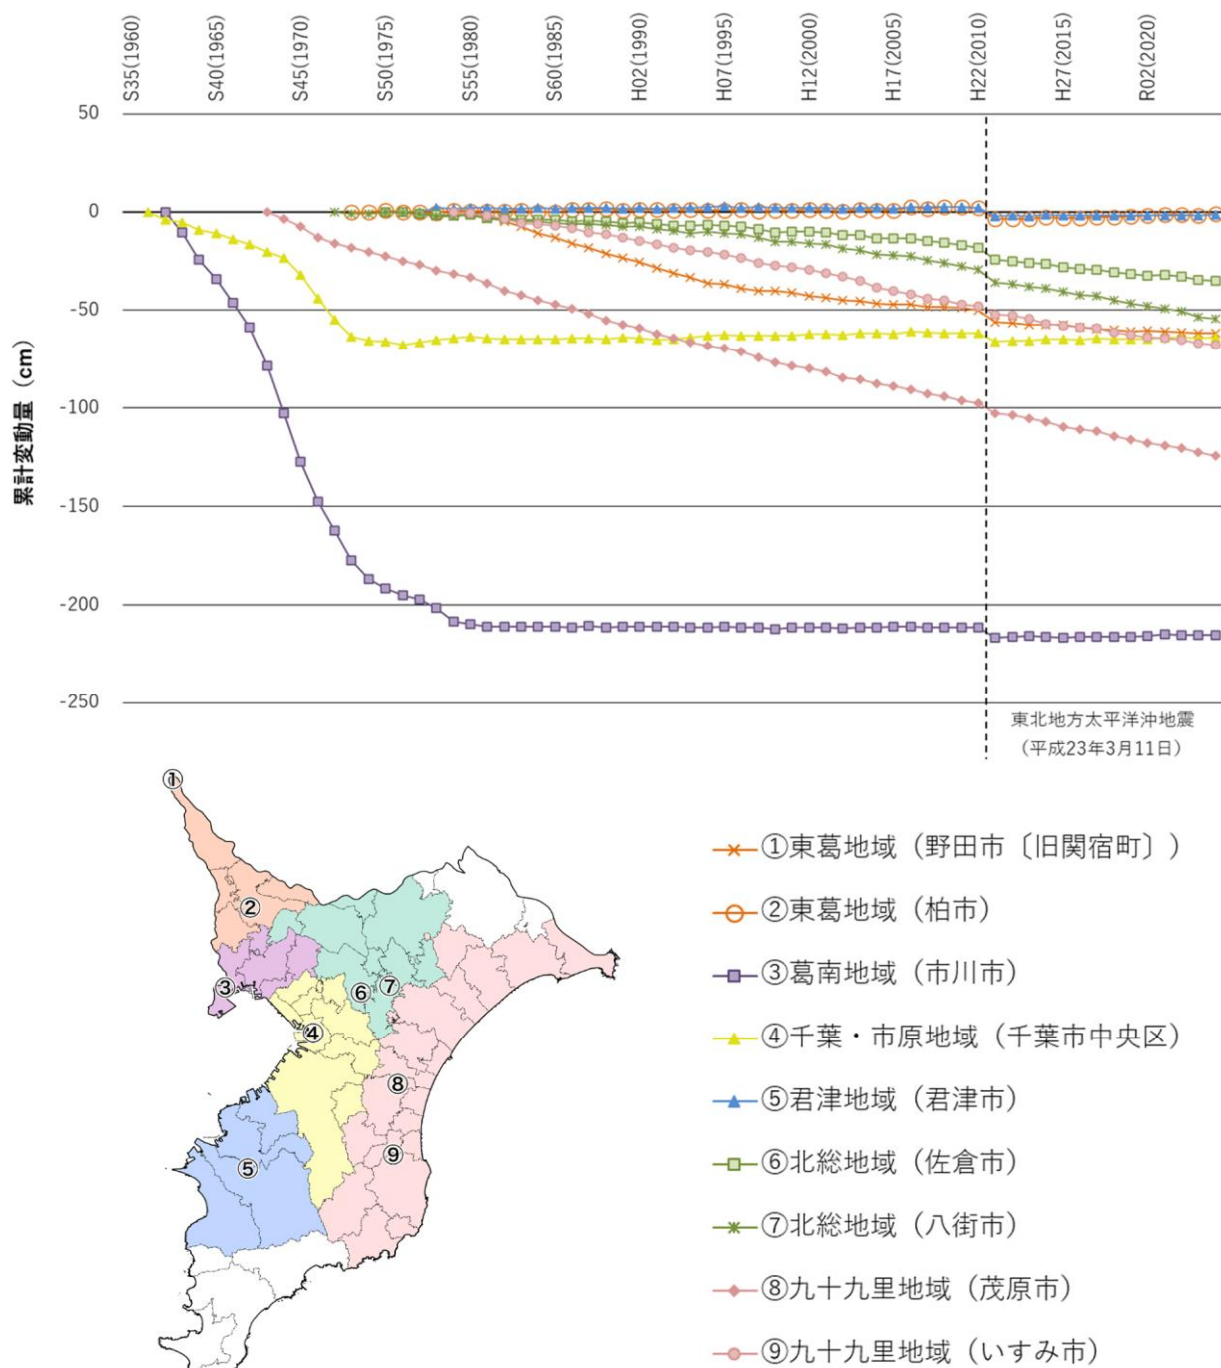 S35(1960)
S40(1965)
S45(1970)
S50(1975)
S55(1980)
S60(1985)
H02(1990)
H07(1995)
H12(2000)
H17(2005)
H22(2010)
H27(2015)
R02(2020)
50
0
-50
-100
-150
-200
-250
累計変動量（cm）
東北地方太平洋沖地震
（平成23年3月11日）
①
②
③
④
⑤
⑥
⑦
⑧
⑨
①東葛地域（野田市〔旧関宿町〕）
②東葛地域（柏市）
③葛南地域（市川市）
④千葉・市原地域（千葉市中央区）
⑤君津地域（君津市）
⑥北総地域（佐倉市）
⑦北総地域（八街市）
⑧九十九里地域（茂原市）
⑨九十九里地域（いすみ市）